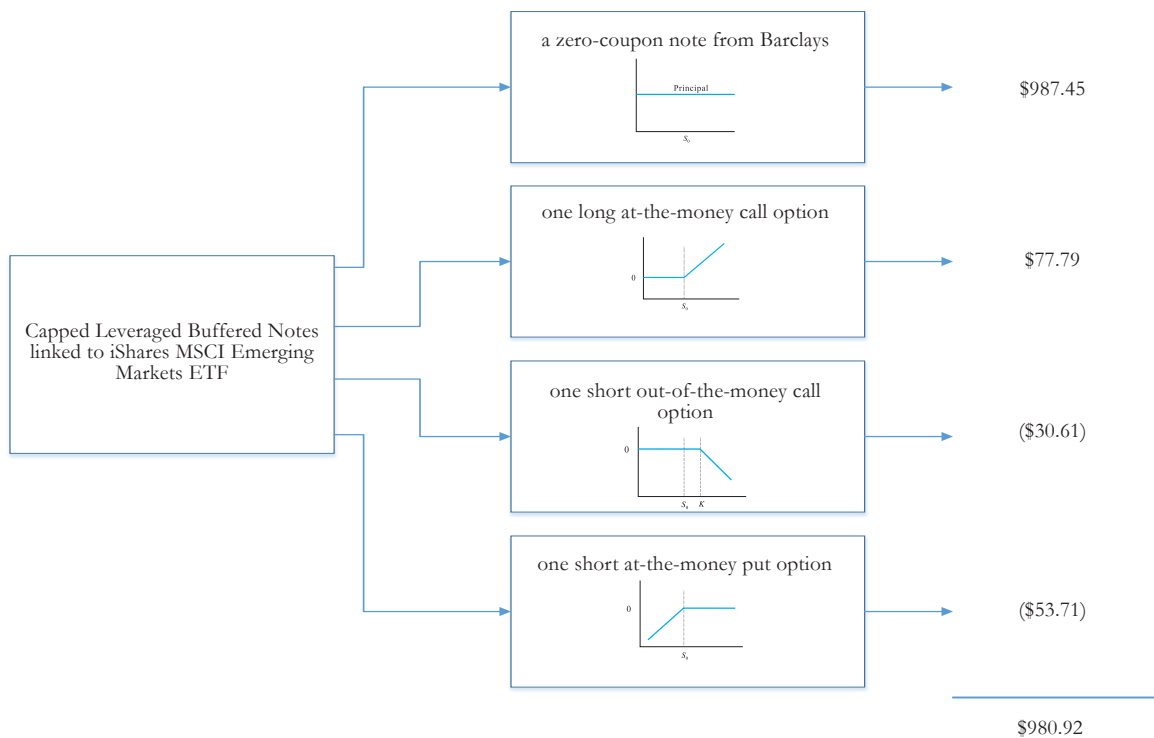 a zero-coupon note from Barclays
Principal
S0
$987.45
one long at-the-money call option
0
S0
$77.79
Capped Leveraged Buffered Notes
linked to iShares MSCI Emerging
Markets ETF
one short out-of-the-money call
option
0
S0 K
($30.61)
one short at-the-money put option
0
S0
($53.71)
$980.92